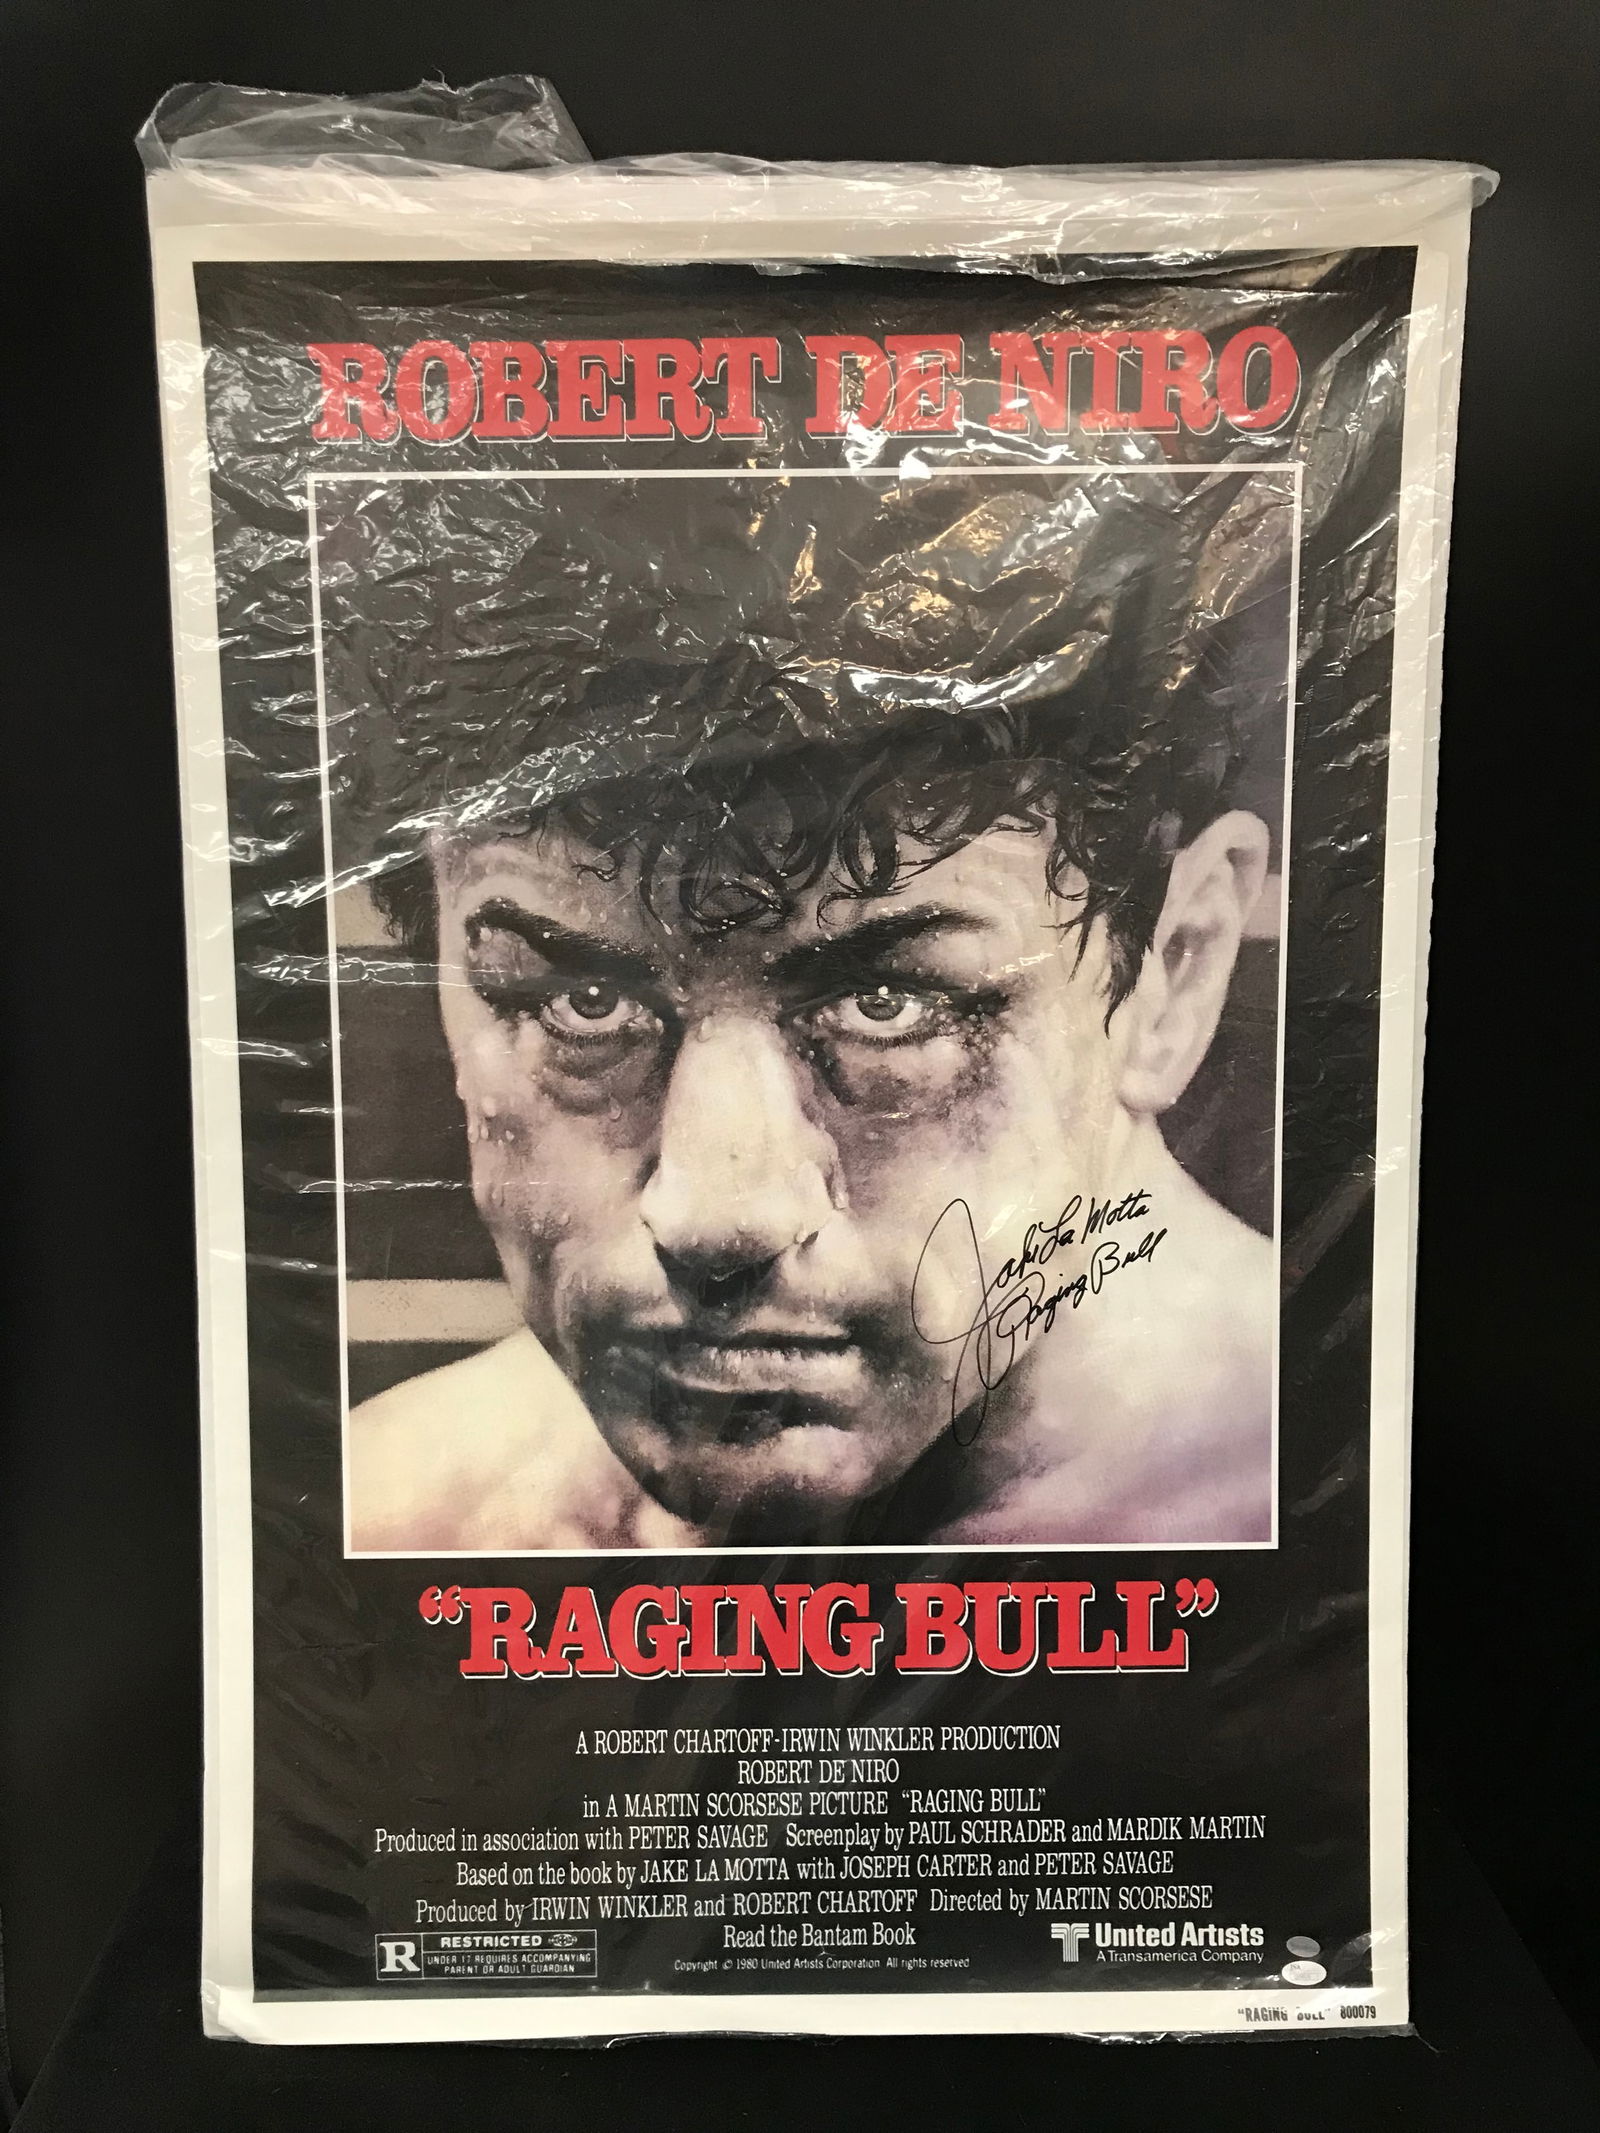 ROBERT DE NIRO
Jake La Motta
Raging Bull
“RAGING BULL”
A ROBERT CHARTOFF-IRWIN WINKLER PRODUCTION
ROBERT DE NIRO
in A MARTIN SCORSESE PICTURE “RAGING BULL”
Produced in association with PETER SAVAGE Screenplay by PAUL SCHRADER and MARDIK MARTIN
Based on the book by JAKE LA MOTTA with JOSEPH CARTER and PETER SAVAGE
Produced by IRWIN WINKLER and ROBERT CHARTOFF Directed by MARTIN SCORSESE
Read the Bantam Book
R RESTRICTED
UNDER 17 REQUIRES ACCOMPANYING
PARENT OR ADULT GUARDIAN
Copyright © 1980 United Artists Corporation All rights reserved
United Artists
A Transamerica Company
JSA
“RAGING BULL” 800079